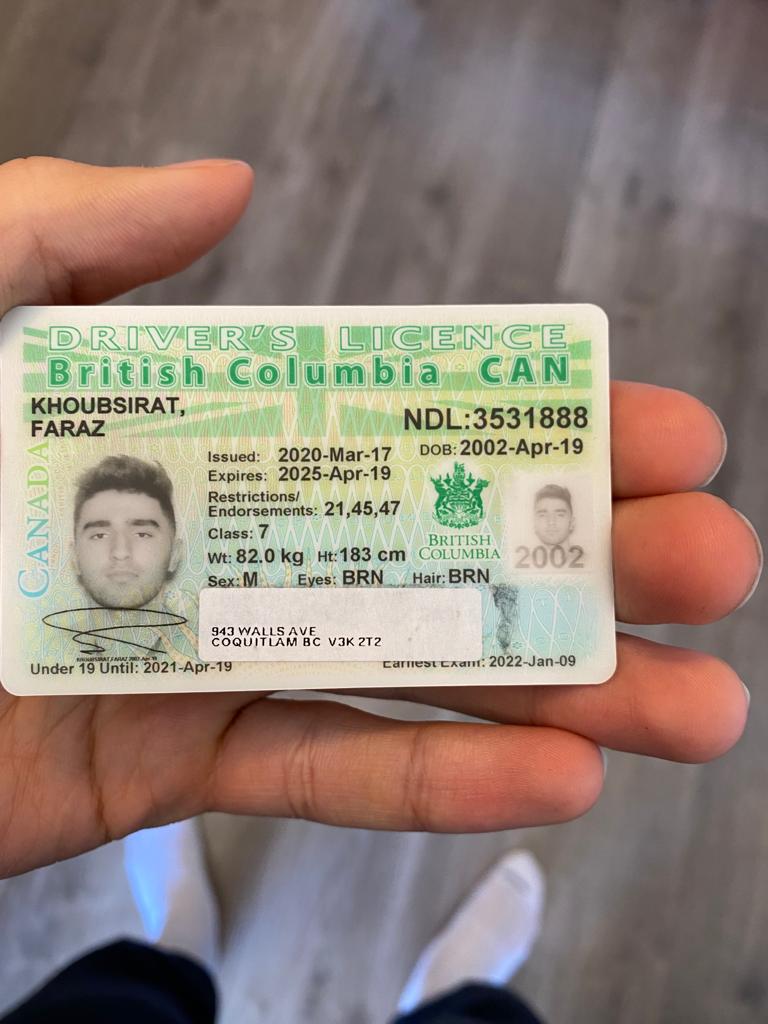 DRIVER'S LICENCE
British Columbia CAN
KHOUBSIRAT,
FARAZ
NDL:3531888
Issued: 2020-Mar-17
DOB: 2002-Apr-19
Expires: 2025-Apr-19
Restrictions/
Endorsements: 21,45,47
Class: 7
Wt: 82.0 kg Ht: 183 cm
Sex: M Eyes: BRN Hair: BRN
CANADA
BRITISH
COLUMBIA
2002
943 WALLS AVE
COQUITLAM BC V3K 2T2
Under 19 Until: 2021-Apr-19
Earliest Exam: 2022-Jan-09